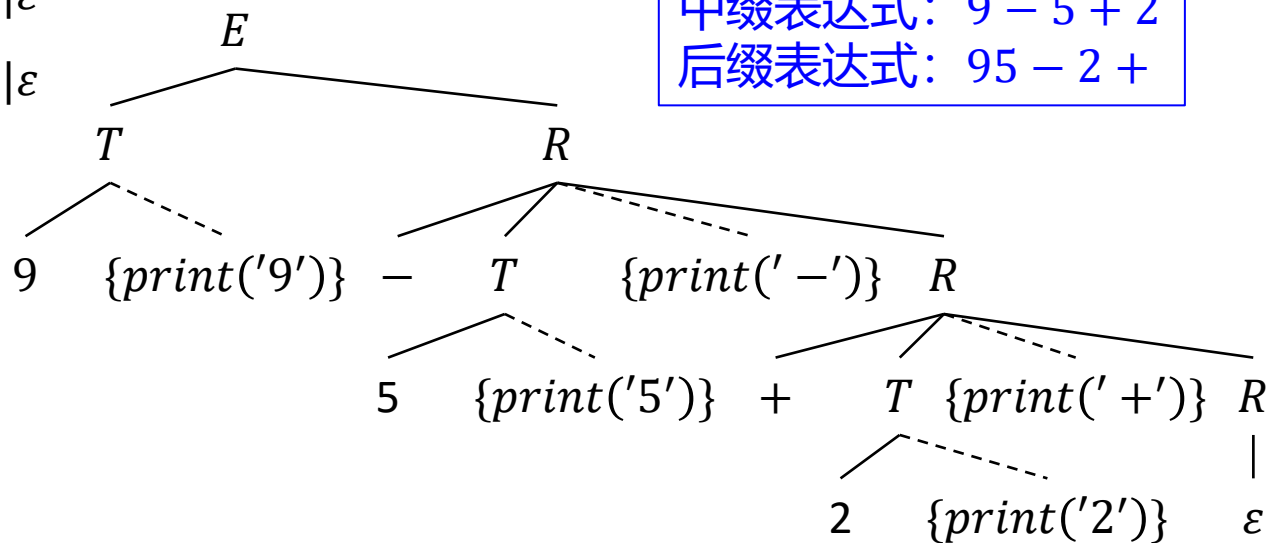 |ε
中缀表达式：9 − 5 + 2
E
|ε
后缀表达式：95 − 2 +
T R
9 {print('9')} − T {print('−')} R
5 {print('5')} + T {print('+')} R
2 {print('2')} ε